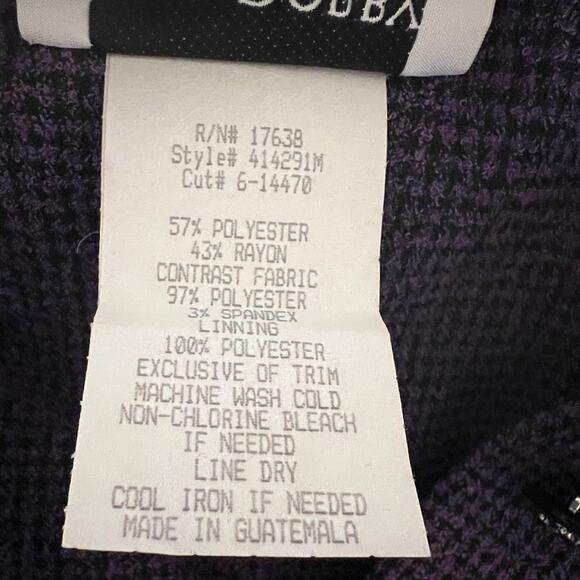 R/N# 17638
Style# 414291M
Cut# 6-14470
57% POLYESTER
43% RAYON
CONTRAST FABRIC
97% POLYESTER
3% SPANDEX
LINNING
100% POLYESTER
EXCLUSIVE OF TRIM
MACHINE WASH COLD
NON-CHLORINE BLEACH
IF NEEDED
LINE DRY
COOL IRON IF NEEDED
MADE IN GUATEMALA